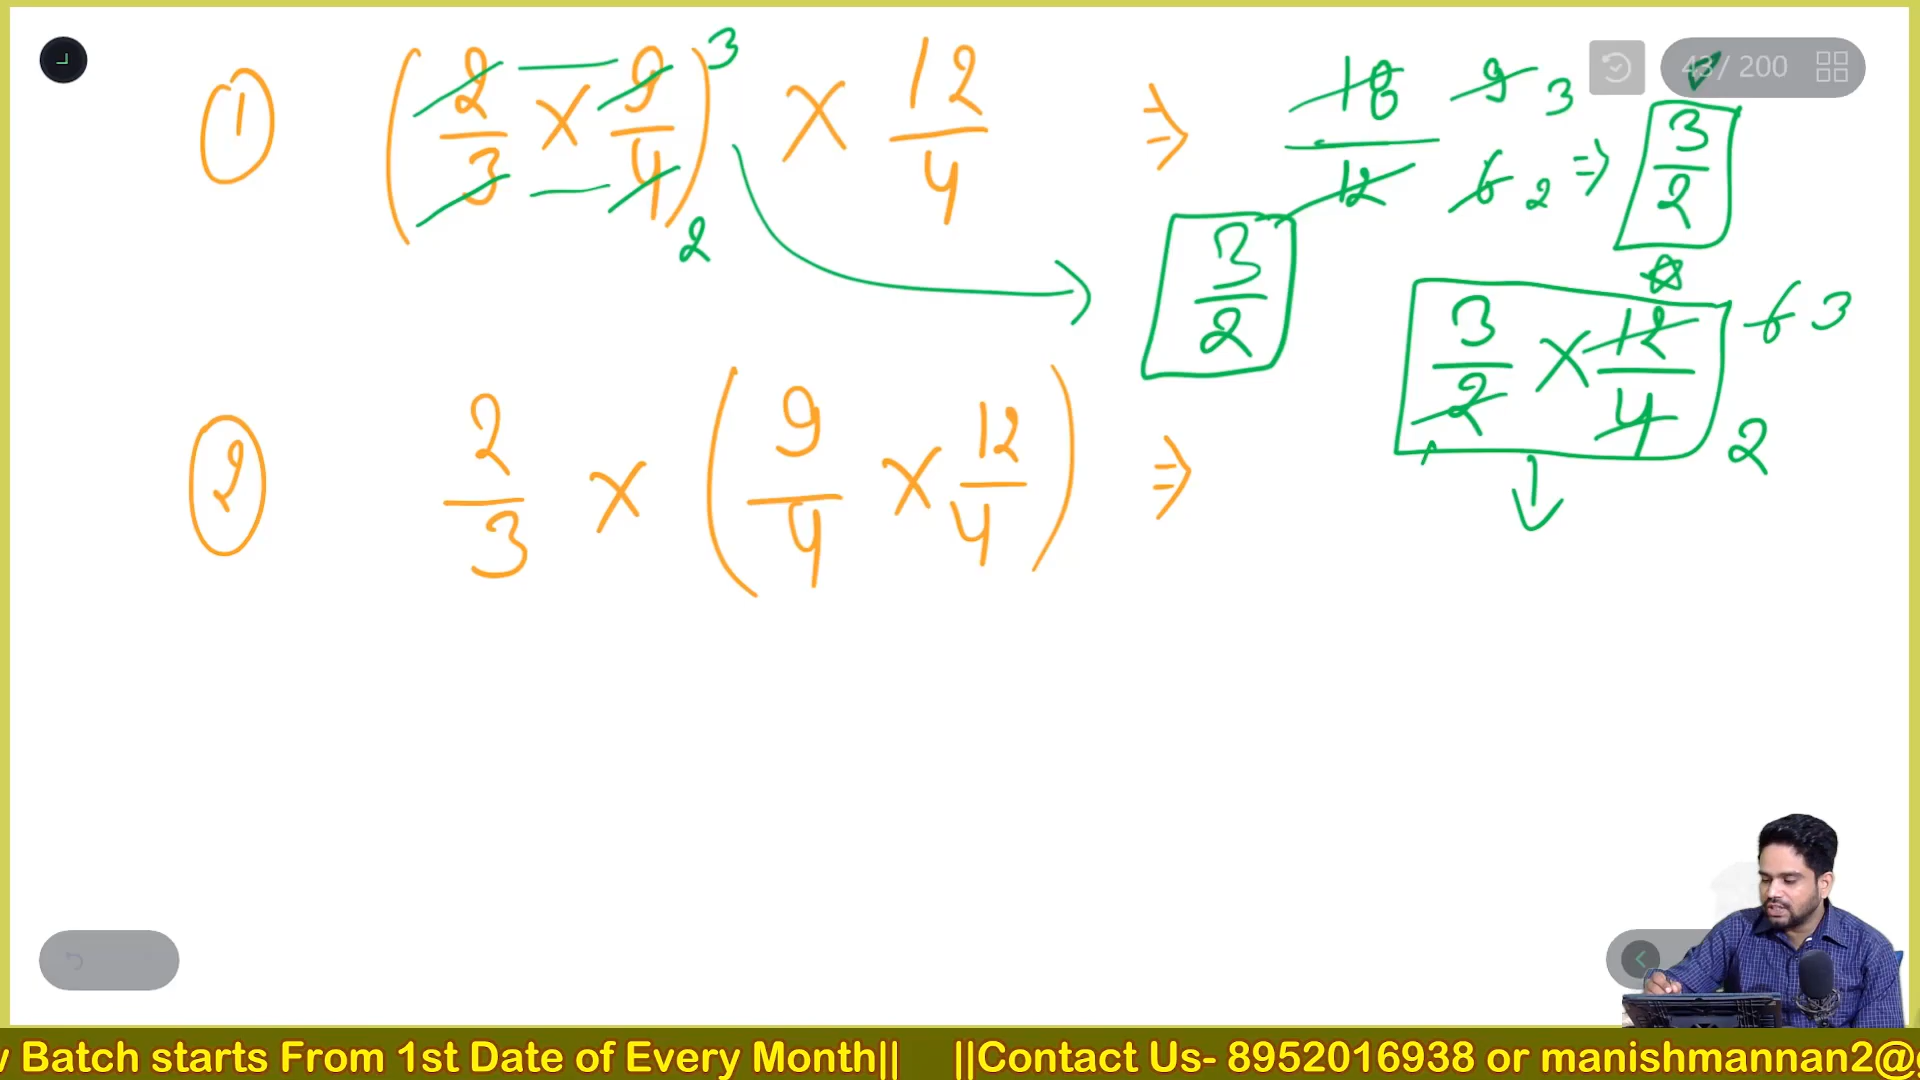 ① (2/3 × 9/4) 3 2 × 12/4 ⇒ 18/12 9 3 6 2 ⇒ 3/2
43/ 200
3/2
3/2 × 12/4 6 3 2
② 2/3 × (9/4 × 12/4) ⇒
Batch starts From 1st Date of Every Month|| ||Contact Us- 8952016938 or manishmannan2@